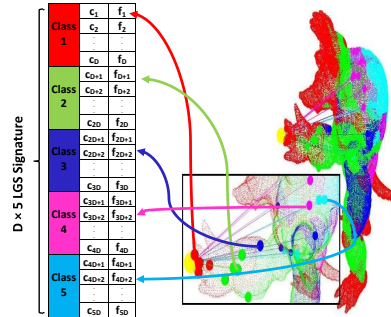 D × 5 LGS Signature
Class 1
c1 f1
c2 f2
cD fD
Class 2
cD+1 fD+1
cD+2 fD+2
c2D f2D
Class 3
c2D+1 f2D+1
c2D+2 f2D+2
c3D f3D
Class 4
c3D+1 f3D+1
c3D+2 f3D+2
c4D f4D
Class 5
c4D+1 f4D+1
c4D+2 f4D+2
c5D f5D